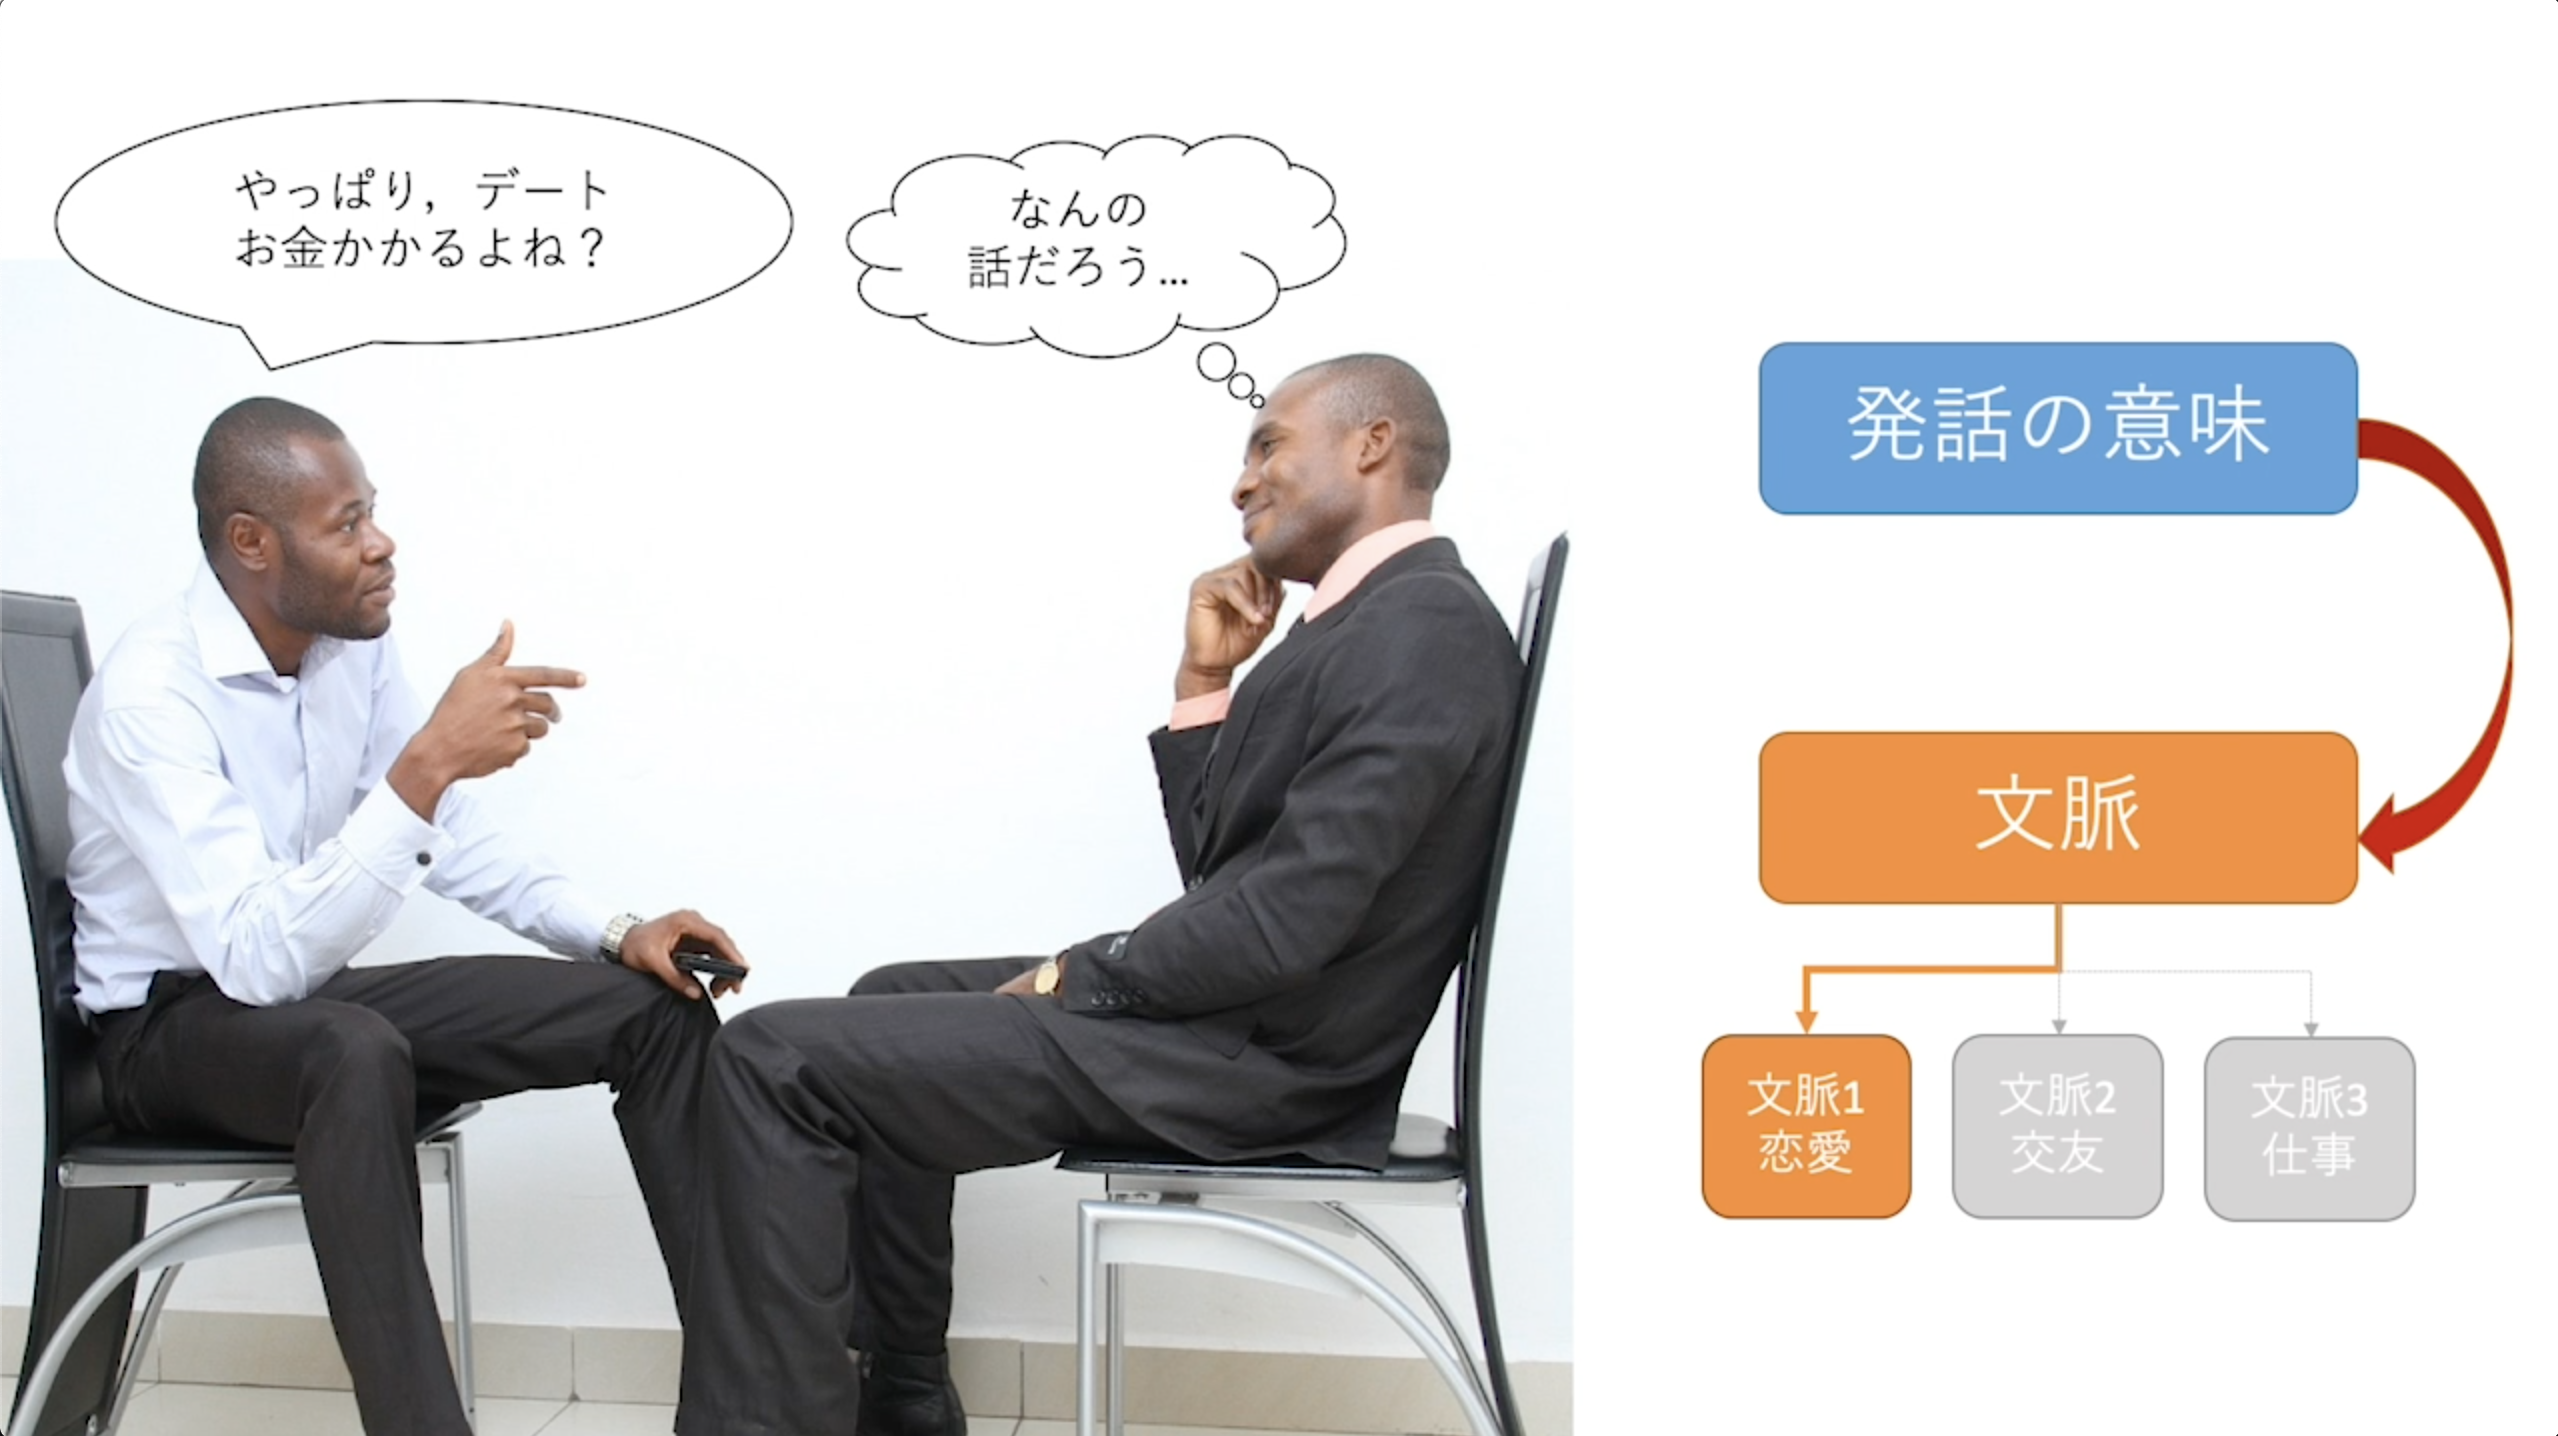 やっぱり，デート
お金かかるよね？
なんの
話だろう…
発話の意味
文脈
文脈1
恋愛
文脈2
交友
文脈3
仕事